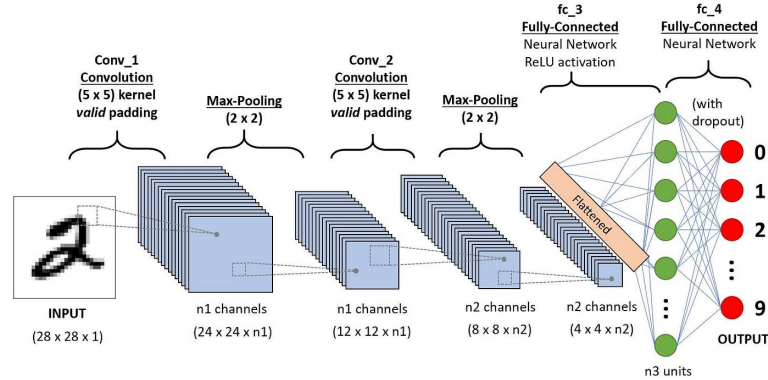 fc_3
Fully-Connected
Neural Network
ReLU activation
fc_4
Fully-Connected
Neural Network
Conv_1
Convolution
(5 x 5) kernel
valid padding
Max-Pooling
(2 x 2)
Conv_2
Convolution
(5 x 5) kernel
valid padding
Max-Pooling
(2 x 2)
(with
dropout)
Flattened
0
1
2
9
INPUT
(28 x 28 x 1)
n1 channels
(24 x 24 x n1)
n1 channels
(12 x 12 x n1)
n2 channels
(8 x 8 x n2)
n2 channels
(4 x 4 x n2)
OUTPUT
n3 units